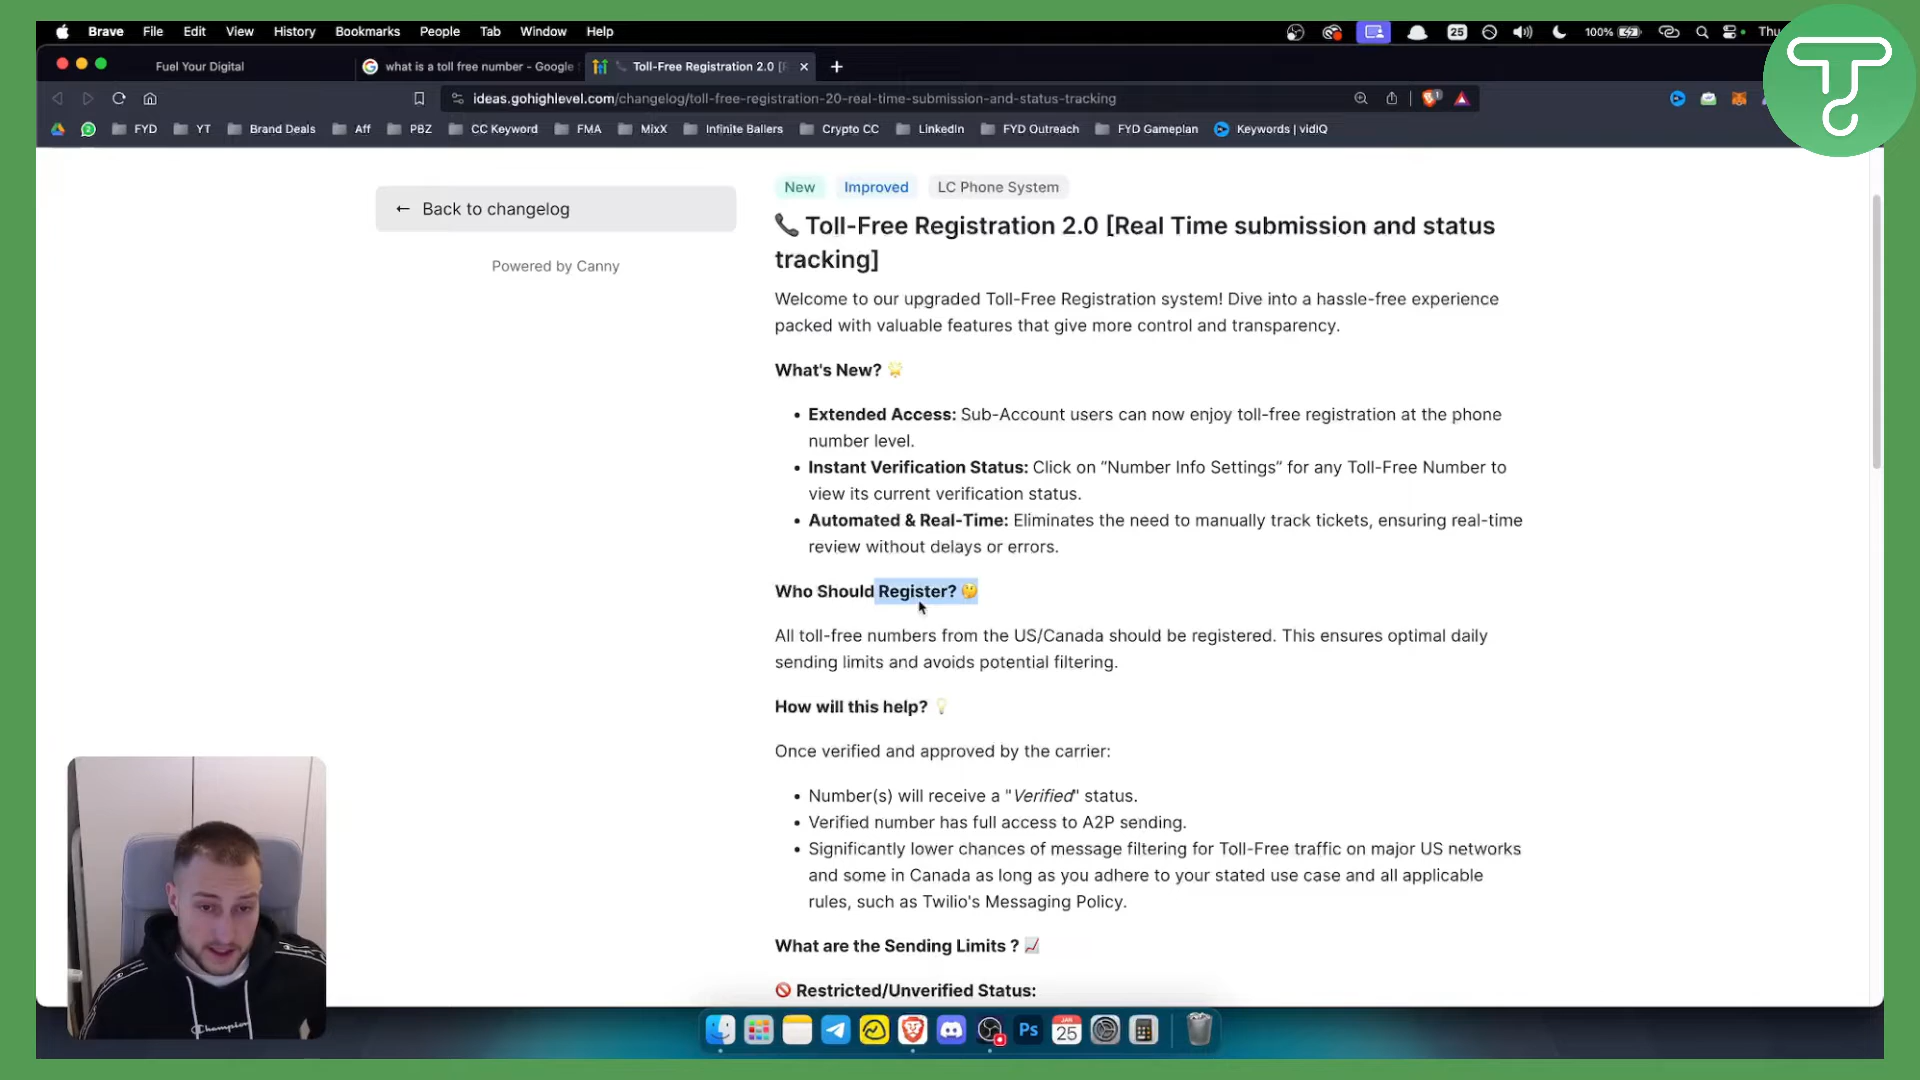 Brave File Edit View History Bookmarks People Tab Window Help 25 100% Thu
Fuel Your Digital what is a toll free number - Google Toll-Free Registration 2.0
ideas.gohighlevel.com/changelog/toll-free-registration-20-real-time-submission-and-status-tracking
FYD YT Brand Deals Aff PBZ CC Keyword FMA MixX Infinite Ballers Crypto CC LinkedIn FYD Outreach FYD Gameplan Keywords | vidIQ
← Back to changelog
Powered by Canny
New Improved LC Phone System
📞 Toll-Free Registration 2.0 [Real Time submission and status
tracking]
Welcome to our upgraded Toll-Free Registration system! Dive into a hassle-free experience
packed with valuable features that give more control and transparency.
What's New? 🌟
• Extended Access: Sub-Account users can now enjoy toll-free registration at the phone
number level.
• Instant Verification Status: Click on “Number Info Settings” for any Toll-Free Number to
view its current verification status.
• Automated & Real-Time: Eliminates the need to manually track tickets, ensuring real-time
review without delays or errors.
Who Should Register? 🤔
All toll-free numbers from the US/Canada should be registered. This ensures optimal daily
sending limits and avoids potential filtering.
How will this help? 💡
Once verified and approved by the carrier:
• Number(s) will receive a "Verified" status.
• Verified number has full access to A2P sending.
• Significantly lower chances of message filtering for Toll-Free traffic on major US networks
and some in Canada as long as you adhere to your stated use case and all applicable
rules, such as Twilio's Messaging Policy.
What are the Sending Limits ? 📈
🚫 Restricted/Unverified Status:
Champion
Ps
JAN
25